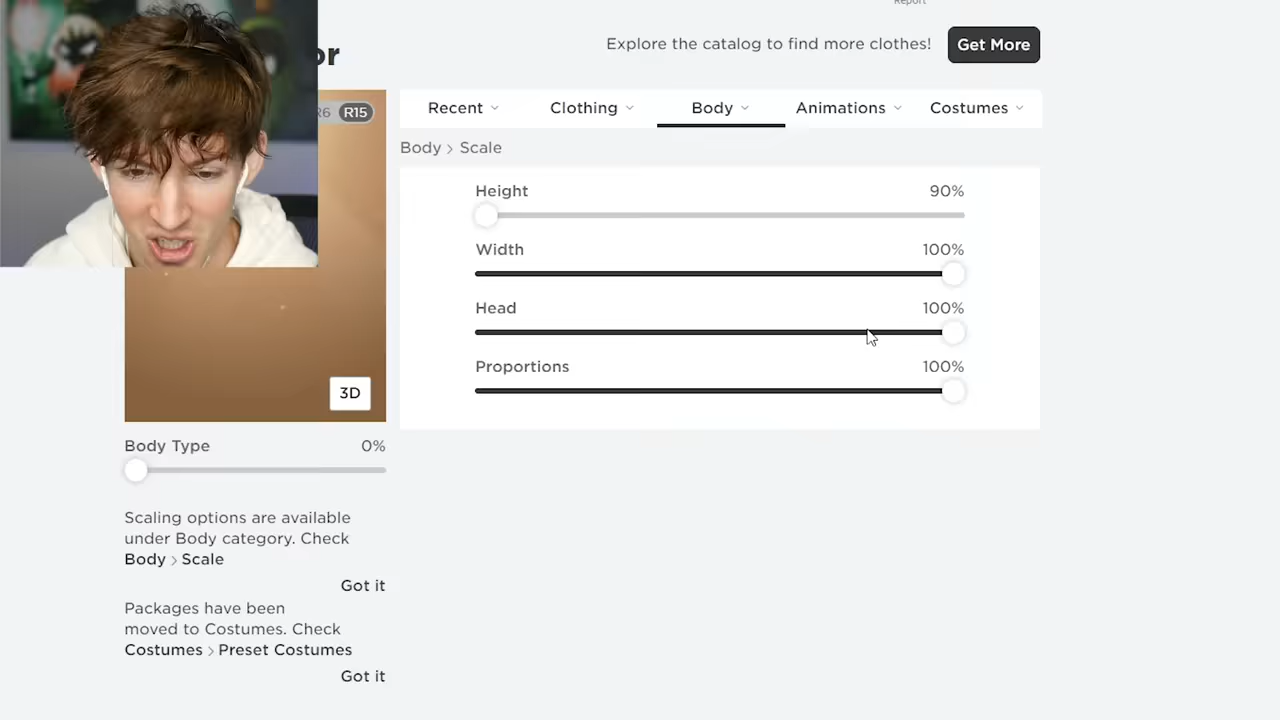 Report
Explore the catalog to find more clothes!
Get More
or
R6 R15
Recent
Clothing
Body
Animations
Costumes
Body > Scale
Height 90%
Width 100%
Head 100%
Proportions 100%
3D
Body Type 0%
Scaling options are available
under Body category. Check
Body > Scale
Got it
Packages have been
moved to Costumes. Check
Costumes > Preset Costumes
Got it